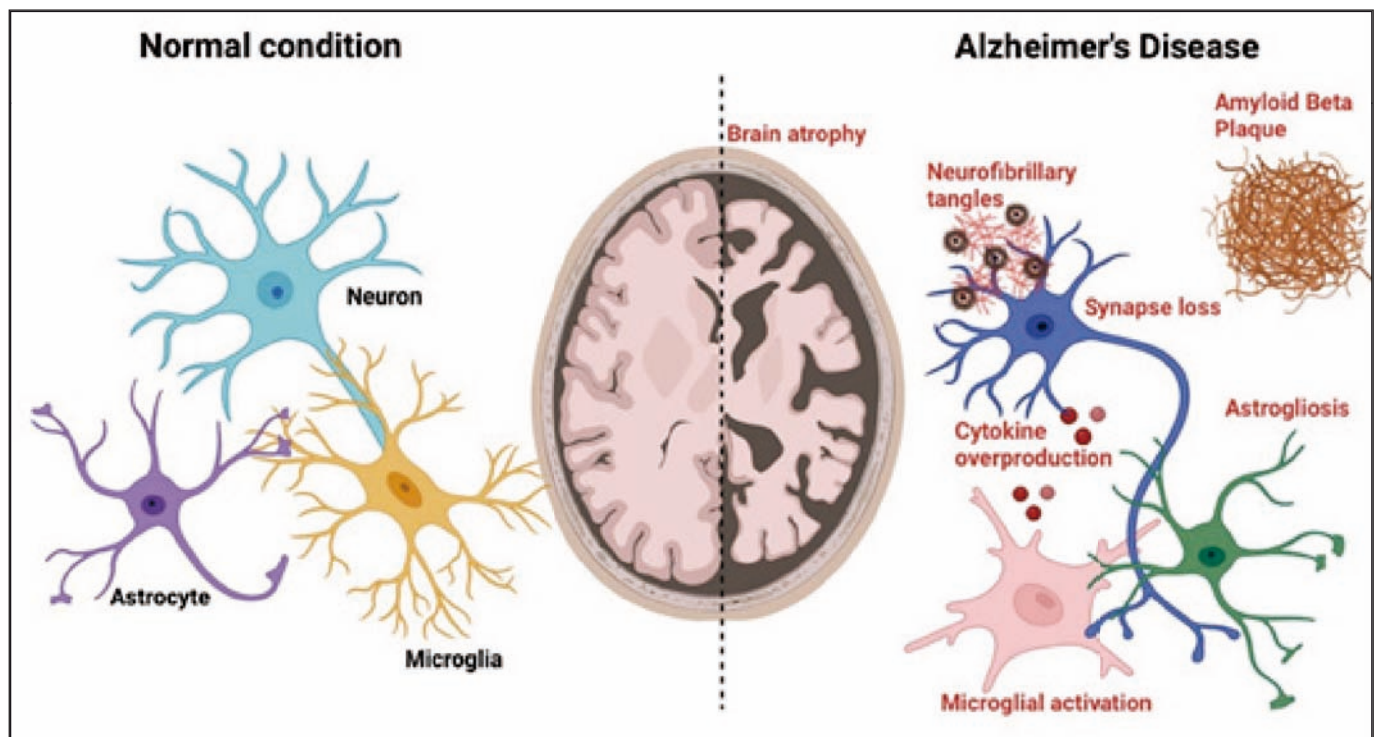 Normal condition
Alzheimer's Disease
Brain atrophy
Amyloid Beta
Plaque
Neurofibrillary
tangles
Neuron
Synapse loss
Astrogliosis
Cytokine
overproduction
Astrocyte
Microglia
Microglial activation